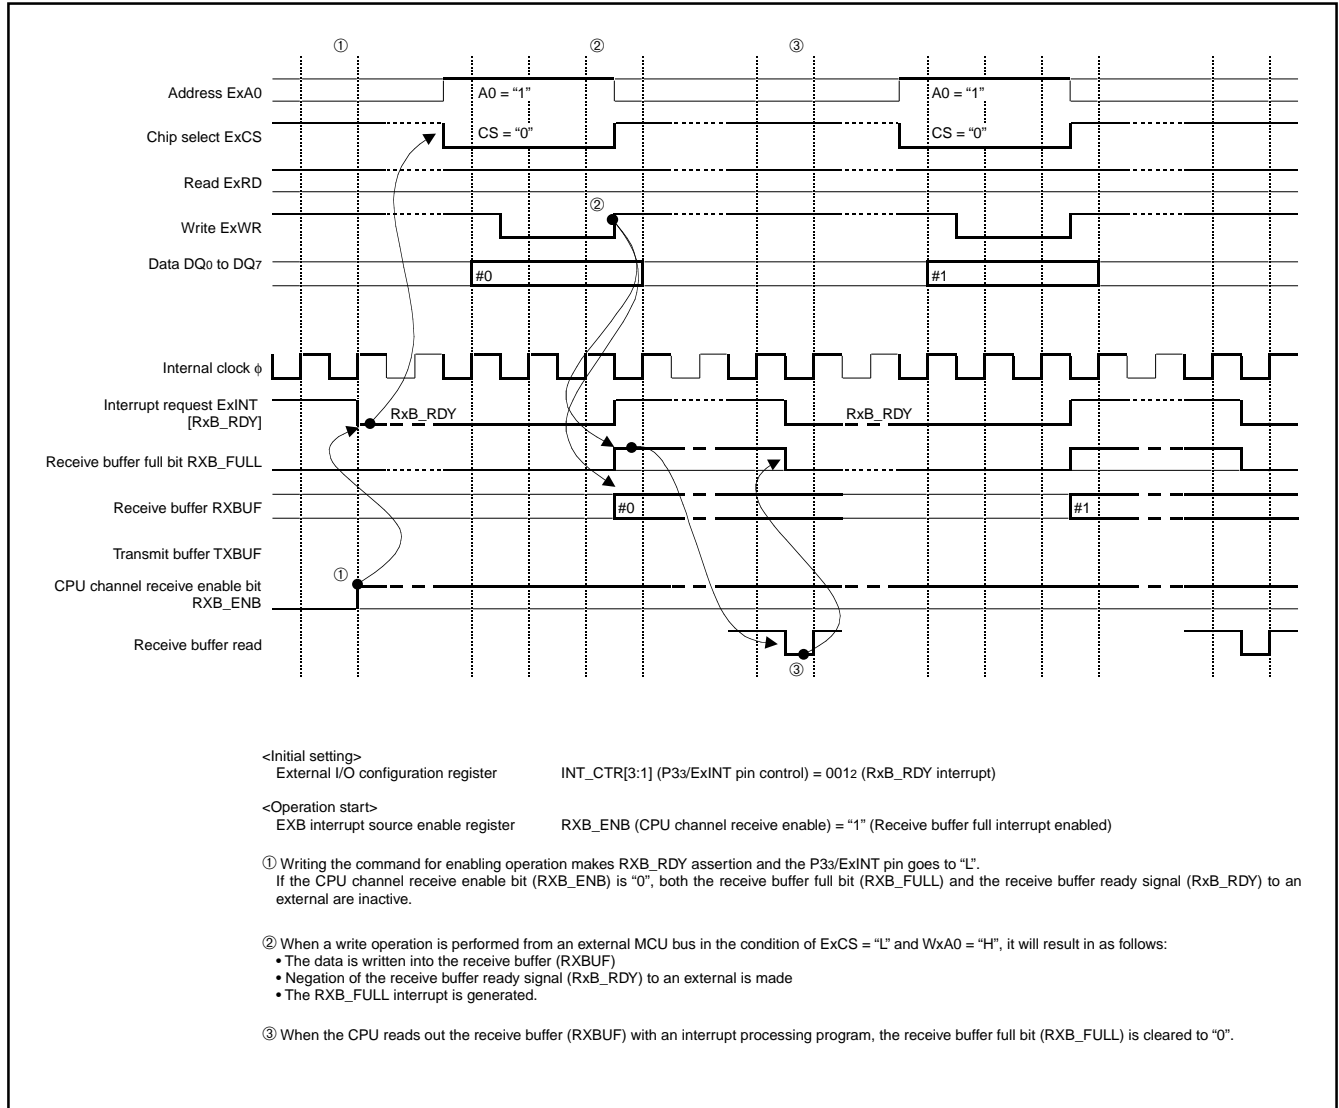 ① ② ③
Address ExA0
A0 = “1” A0 = “1”
Chip select ExCS
CS = “0” CS = “0”
Read ExRD
②
Write ExWR
Data DQ0 to DQ7
#0 #1
Internal clock ϕ
Interrupt request ExINT
[RxB_RDY]
RxB_RDY RxB_RDY
Receive buffer full bit RXB_FULL
Receive buffer RXBUF
#0 #1
Transmit buffer TXBUF
①
CPU channel receive enable bit
RXB_ENB
Receive buffer read
③
<Initial setting>
External I/O configuration register INT_CTR[3:1] (P33/ExINT pin control) = 0012 (RxB_RDY interrupt)
<Operation start>
EXB interrupt source enable register RXB_ENB (CPU channel receive enable) = “1” (Receive buffer full interrupt enabled)
① Writing the command for enabling operation makes RXB_RDY assertion and the P33/ExINT pin goes to “L”.
If the CPU channel receive enable bit (RXB_ENB) is “0”, both the receive buffer full bit (RXB_FULL) and the receive buffer ready signal (RxB_RDY) to an
external are inactive.
② When a write operation is performed from an external MCU bus in the condition of ExCS = “L” and WxA0 = “H”, it will result in as follows:
• The data is written into the receive buffer (RXBUF)
• Negation of the receive buffer ready signal (RxB_RDY) to an external is made
• The RXB_FULL interrupt is generated.
③ When the CPU reads out the receive buffer (RXBUF) with an interrupt processing program, the receive buffer full bit (RXB_FULL) is cleared to “0”.